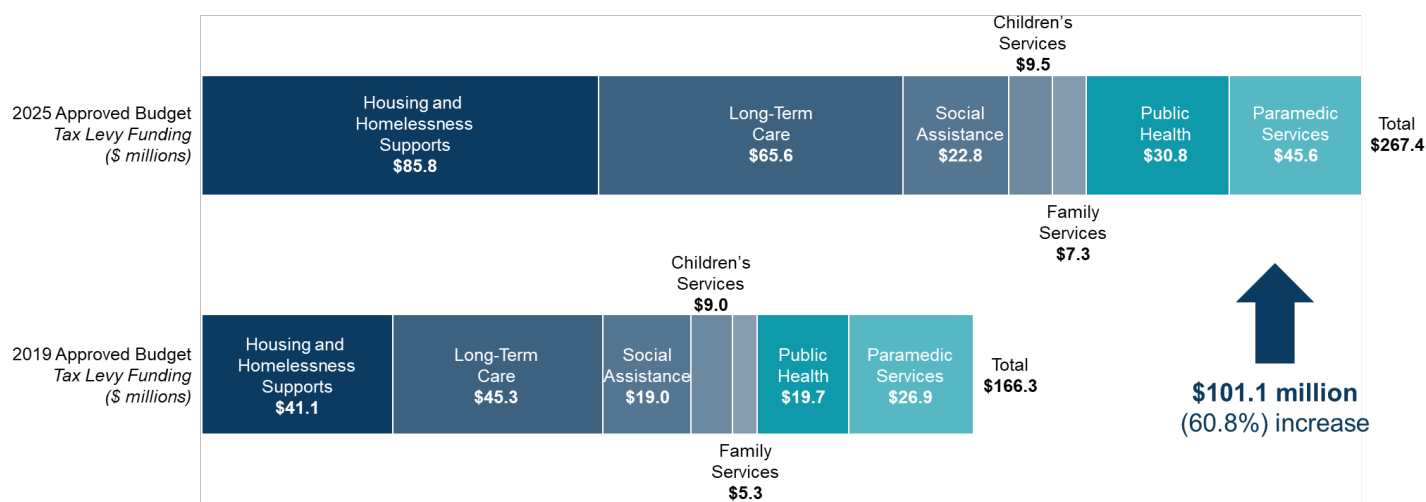 Children's
Services
$9.5
2025 Approved Budget
Tax Levy Funding
($ millions)
Housing and
Homelessness
Supports
$85.8
Long-Term
Care
$65.6
Social
Assistance
$22.8
Public
Health
$30.8
Paramedic
Services
$45.6
Total
$267.4
Family
Services
$7.3
Children's
Services
$9.0
2019 Approved Budget
Tax Levy Funding
($ millions)
Housing and
Homelessness
Supports
$41.1
Long-Term
Care
$45.3
Social
Assistance
$19.0
Public
Health
$19.7
Paramedic
Services
$26.9
Total
$166.3
Family
Services
$5.3
$101.1 million
(60.8%) increase